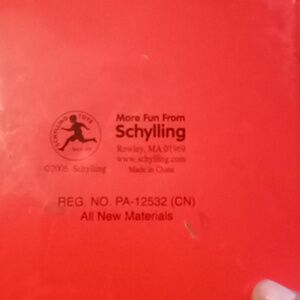 SCHYLLING TOYS
More Fun From
Schylling
Rowley, MA 01969
www.schylling.com
©2006 Schylling
Made in China
REG. NO. PA-12532 (CN)
All New Materials